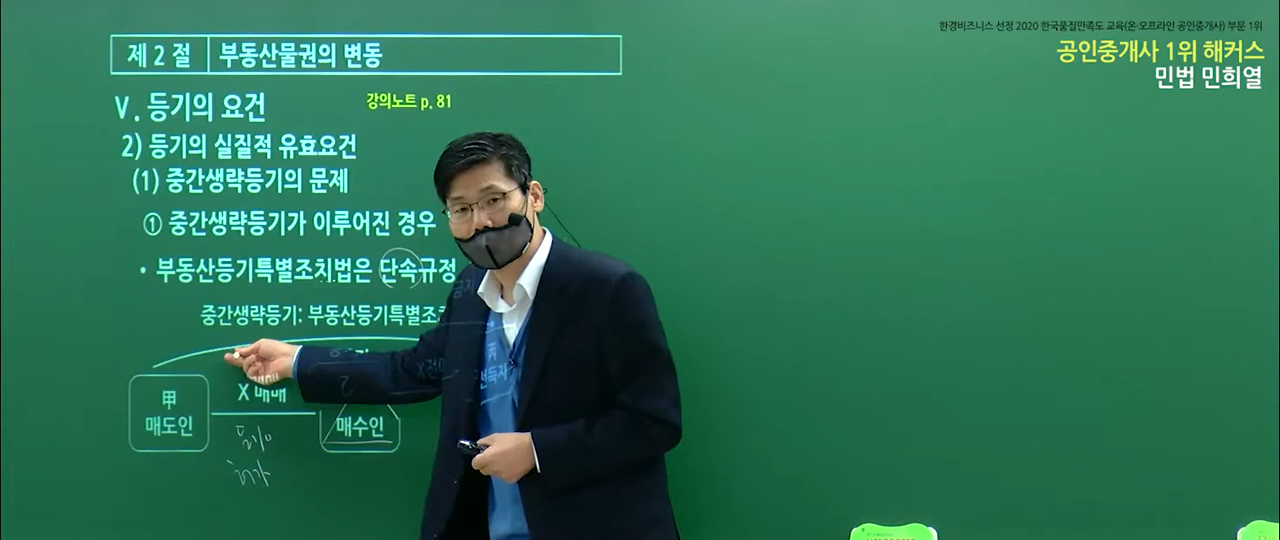 한경비즈니스 선정 2020 한국품질만족도 교육(온·오프라인 공인중개사) 부문 1위
공인중개사 1위 해커스
민법 민희열
제 2 절 부동산물권의 변동
Ⅴ. 등기의 요건 강의노트 p. 81
2) 등기의 실질적 유효요건
(1) 중간생략등기의 문제
① 중간생략등기가 이루어진 경우
• 부동산등기특별조치법은 단속규정
중간생략등기: 부동산등기특별조
X 매매
甲
매도인
매수인
丙
전득자